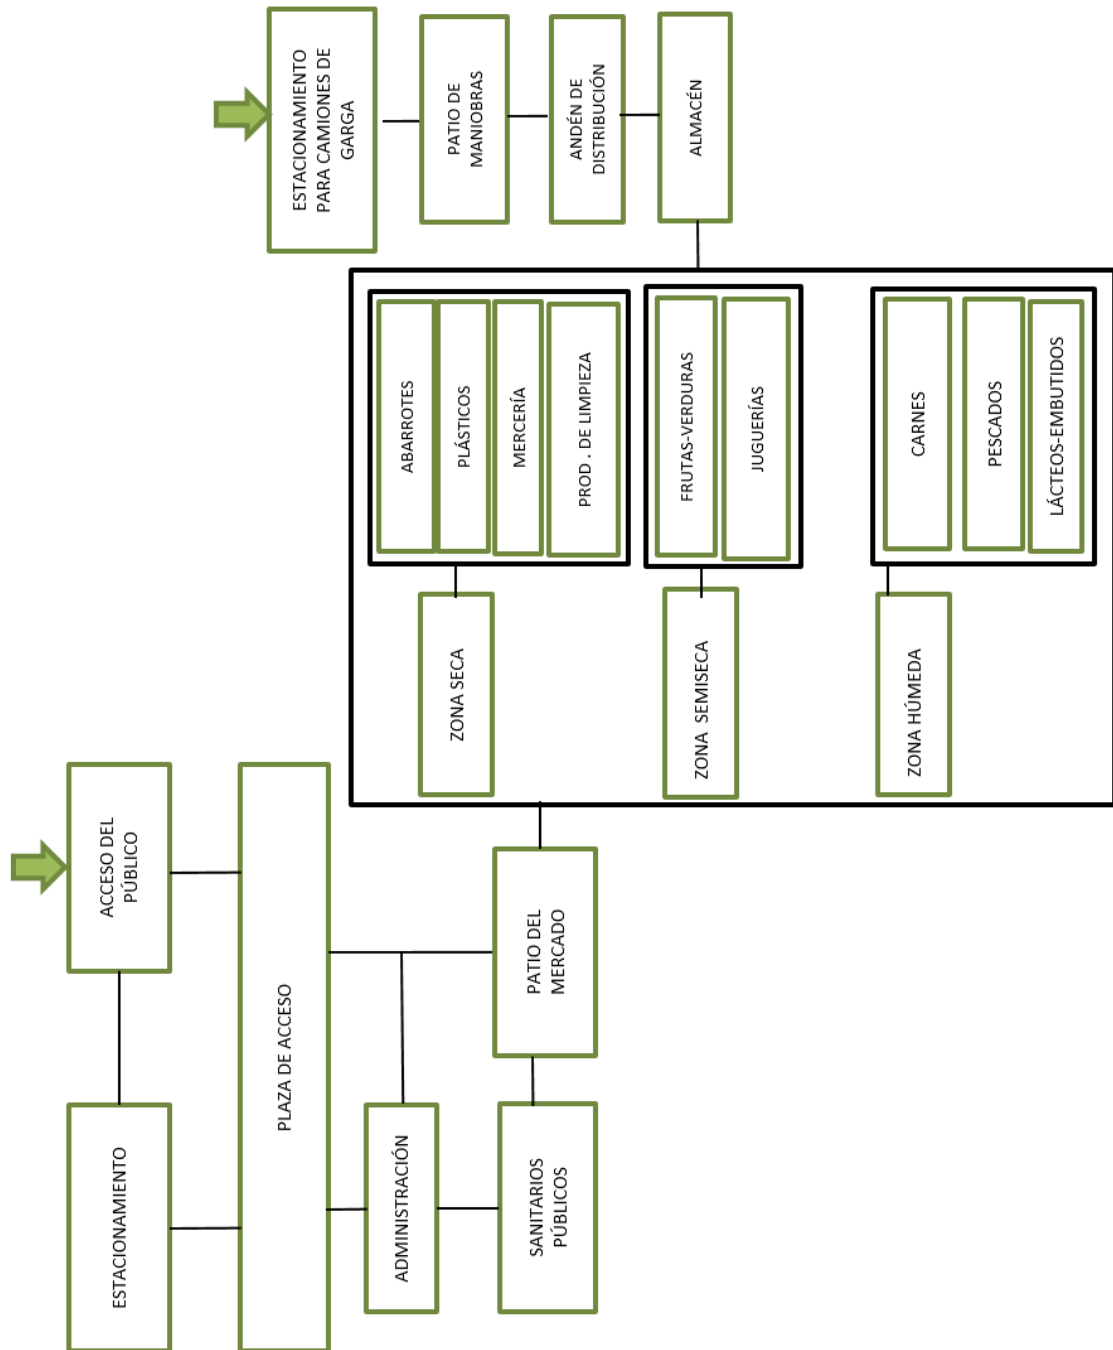 ESTACIONAMIENTO
ACCESO DEL
PÚBLICO
PLAZA DE ACCESO
ADMINISTRACIÓN
SANITARIOS
PÚBLICOS
PATIO DEL
MERCADO
ZONA SECA
ZONA SEMISECA
ZONA HÚMEDA
ABARROTES
PLÁSTICOS
MERCERÍA
PROD . DE LIMPIEZA
FRUTAS-VERDURAS
JUGUERÍAS
CARNES
PESCADOS
LÁCTEOS-EMBUTIDOS
ESTACIONAMIENTO
PARA CAMIONES DE
GARGA
PATIO DE
MANIOBRAS
ANDÉN DE
DISTRIBUCIÓN
ALMACÉN